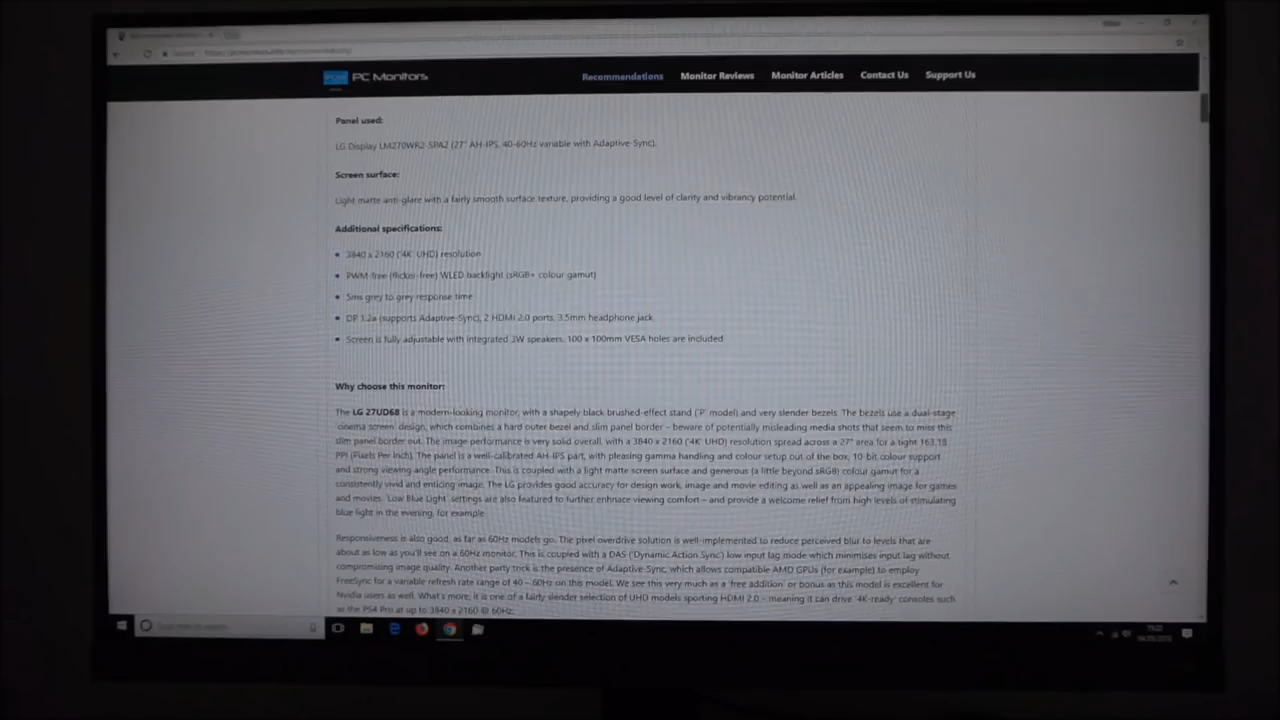 PCM PC Monitors
Recommendations Monitor Reviews Monitor Articles Contact Us Support Us
Panel used:
LG Display LM270WR2-SPA2 (27" AH-IPS, 40-60Hz variable with Adaptive-Sync).
Screen surface:
Light matte anti-glare with a fairly smooth surface texture, providing a good level of clarity and vibrancy potential.
Additional specifications:
• 3840 x 2160 ('4K' UHD) resolution
• PWM-free (flicker-free) WLED backlight (sRGB+ colour gamut)
• 5ms grey to grey response time
• DP 1.2a (supports Adaptive-Sync), 2 HDMI 2.0 ports, 3.5mm headphone jack
• Screen is fully adjustable with integrated 3W speakers, 100 x 100mm VESA holes are included
Why choose this monitor:
The LG 27UD68 is a modern-looking monitor, with a shapely black brushed-effect stand ('P' model) and very slender bezels. The bezels use a dual-stage
'cinema screen' design, which combines a hard outer bezel and slim panel border – beware of potentially misleading media shots that seem to miss this
slim panel border out. The image performance is very solid overall, with a 3840 x 2160 ('4K' UHD) resolution spread across a 27" area for a tight 163.18
PPI (Pixels Per Inch). The panel is a well-calibrated AH-IPS part, with pleasing gamma handling and colour setup out of the box, 10-bit colour support
and strong viewing angle performance. This is coupled with a light matte screen surface and generous (a little beyond sRGB) colour gamut for a
consistently vivid and enticing image. The LG provides good accuracy for design work, image and movie editing as well as an appealing image for games
and movies. 'Low Blue Light' settings are also featured to further enhnace viewing comfort – and provide a welcome relief from high levels of stimulating
blue light in the evening, for example.
Responsiveness is also good, as far as 60Hz models go. The pixel overdrive solution is well-implemented to reduce perceived blur to levels that are
about as low as you'll see on a 60Hz monitor. This is coupled with a DAS ('Dynamic Action Sync') low input lag mode which minimises input lag without
compromising image quality. Another party trick is the presence of Adaptive-Sync, which allows compatible AMD GPUs (for example) to employ
FreeSync for a variable refresh rate range of 40 – 60Hz on this model. We see this very much as a 'free addition' or bonus as this model is excellent for
Nvidia users as well. What's more, it is one of a fairly slender selection of UHD models sporting HDMI 2.0 – meaning it can drive '4K-ready' consoles such
as the PS4 Pro at up to 3840 x 2160 @ 60Hz.